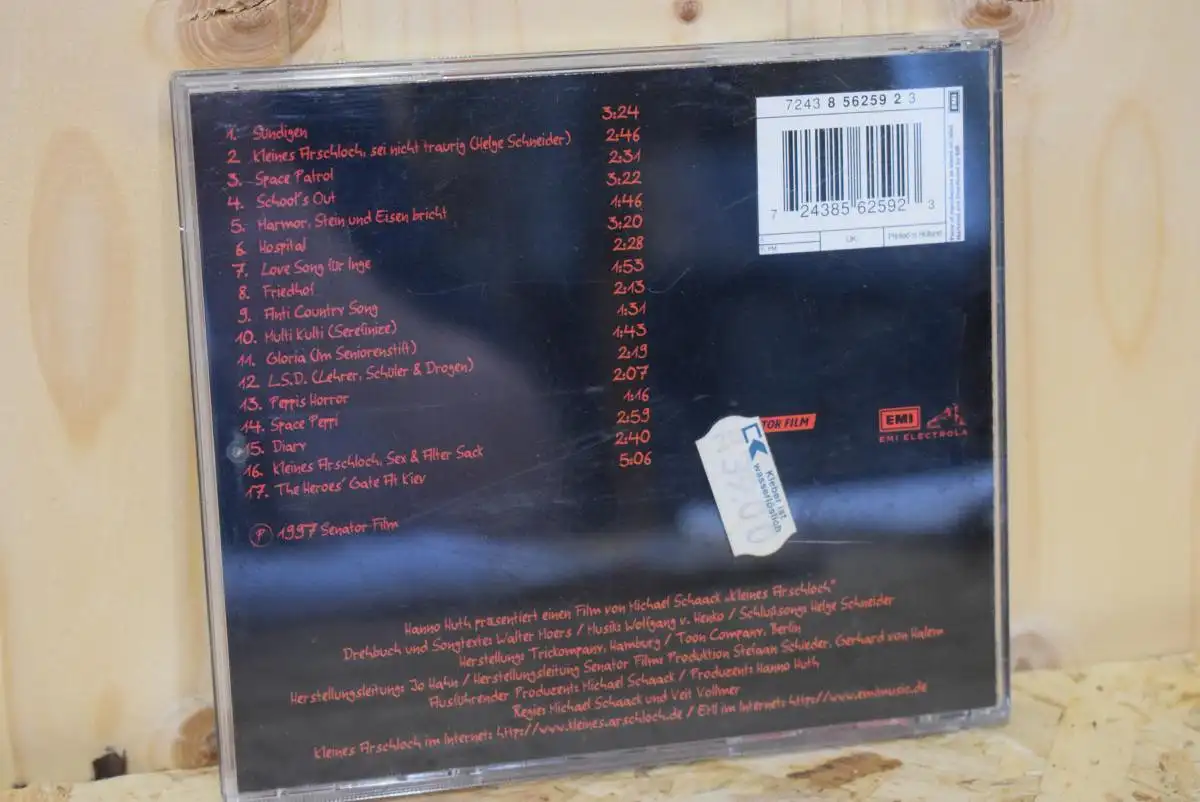 1. Sündigen 3:24
2. Kleines Arschloch, sei nicht traurig (Helge Schneider) 2:46
3. Space Patrol 2:31
4. School's Out 3:22
5. Marmor, Stein und Eisen bricht 1:46
6. Hospital 3:20
7. Love Song für Inge 2:28
8. Friedhof 1:53
9. Anti Country Song 2:13
10. Multi Kulti (Serefinize) 1:31
11. Gloria (Im Seniorenstift) 1:43
12. L.S.D. (Lehrer, Schüler & Drogen) 2:19
13. Peppis Horror 2:07
14. Space Peppi 1:16
15. Diary 2:59
16. Kleines Arschloch, Sex & Alter Sack 2:40
17. The Heroes' Gate At Kiev 5:06
℗ 1997 Senator Film
7243 8 56259 2 3
EMI
7 24385 62592 3
UK:
Printed in Holland
TOR FILM
EMI
EMI ELECTROLA
Kleber ist
wasserlöslich
Hanno Huth präsentiert einen Film von Michael Schaack „Kleines Arschloch"
Drehbuch und Songtexte: Walter Moers / Musik: Wolfgang v. Henko / Schlußsong: Helge Schneider
Herstellung: Trickompany, Hamburg / Toon Company, Berlin
Herstellungsleitung: Jo Hahn / Herstellungsleitung Senator Film Produktion Stefaan Schieder, Gerhard von Halem
Ausführender Produzent: Michael Schaack / Produzent: Hanno Huth
Regie: Michael Schaack und Veit Vollmer
Kleines Arschloch im Internet: http://www.kleines.arschloch.de / EMI im Internet: http://www.emimusic.de